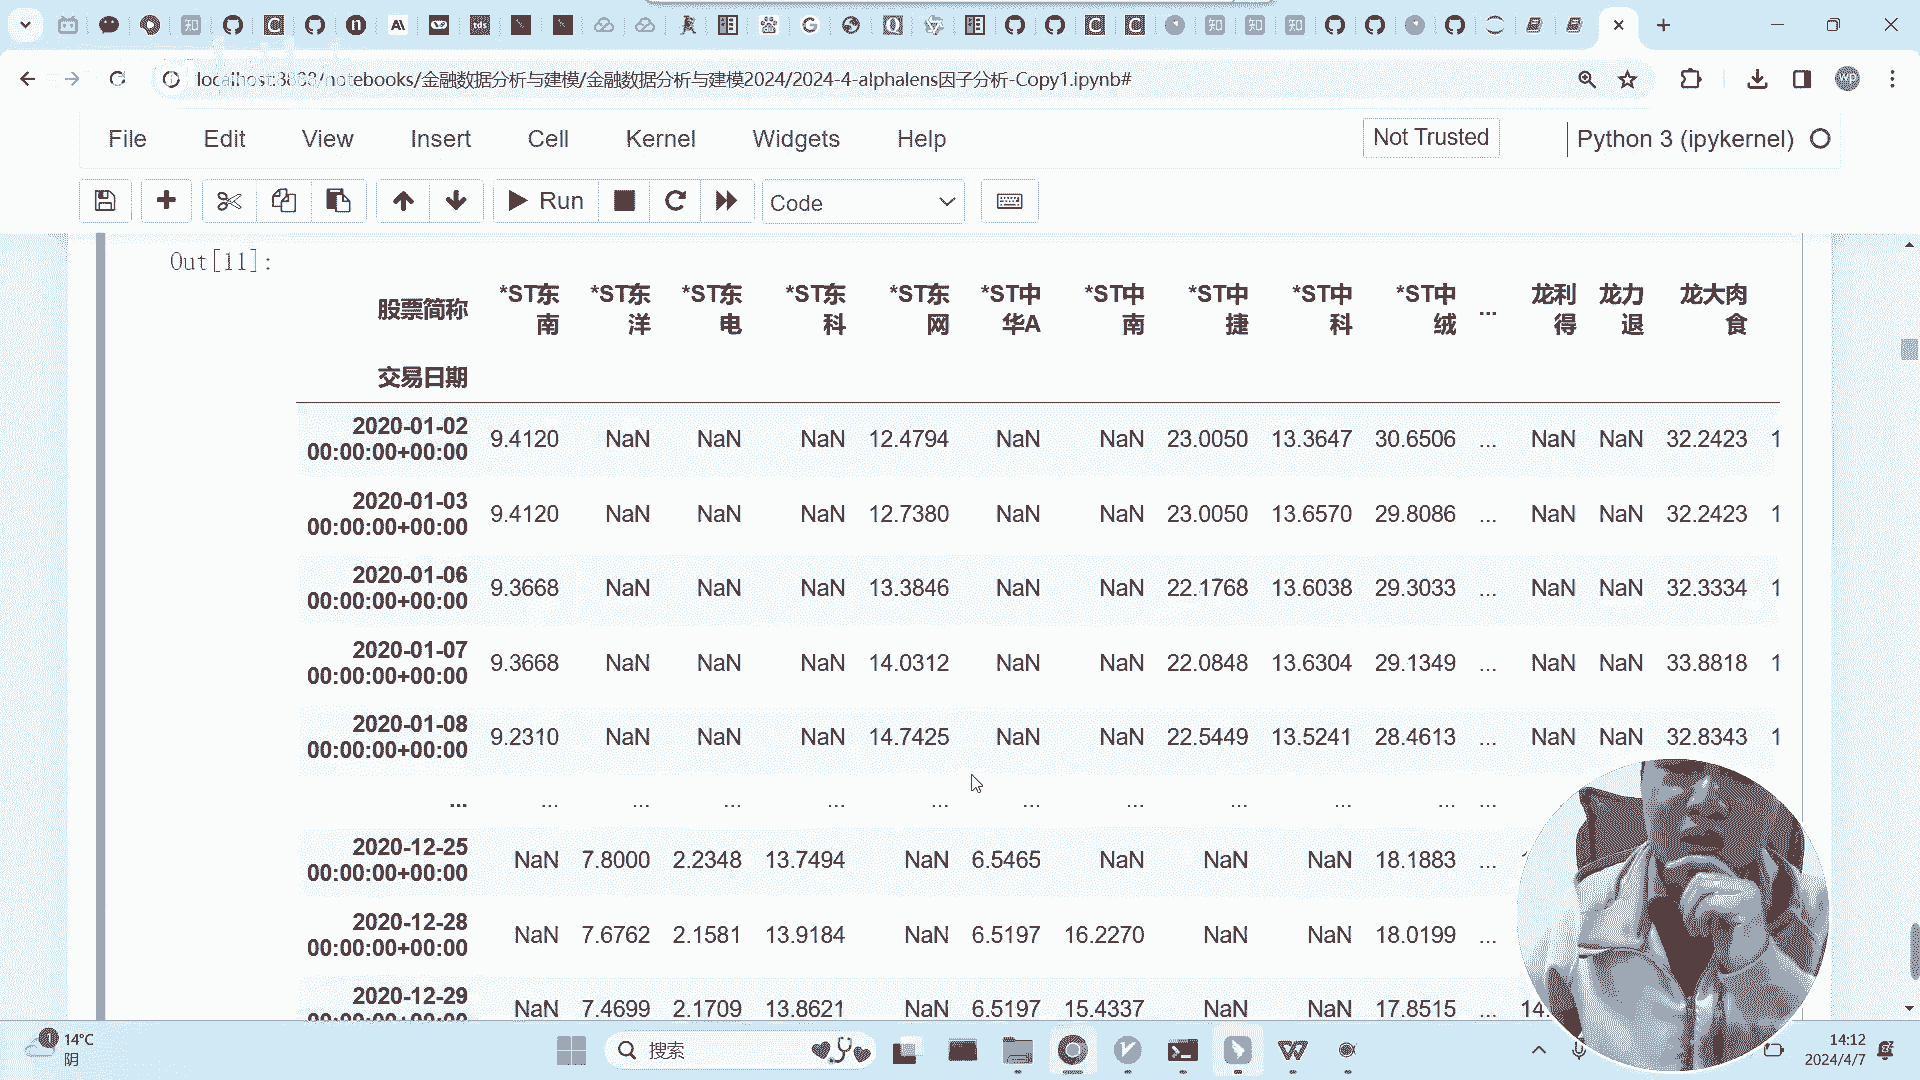 localhost:8888/notebooks/金融数据分析与建模/金融数据分析与建模2024/2024-4-alphalens因子分析-Copy1.ipynb#
wp
File Edit View Insert Cell Kernel Widgets Help Not Trusted Python 3 (ipykernel)
Run Code
Out[11]:
股票简称 *ST东南 *ST东洋 *ST东电 *ST东科 *ST东网 *ST中华A *ST中南 *ST中捷 *ST中科 *ST中绒 ... 龙利得 龙力退 龙大肉食
交易日期
2020-01-02 00:00:00+00:00 9.4120 NaN NaN NaN 12.4794 NaN NaN 23.0050 13.3647 30.6506 ... NaN NaN 32.2423 1
2020-01-03 00:00:00+00:00 9.4120 NaN NaN NaN 12.7380 NaN NaN 23.0050 13.6570 29.8086 ... NaN NaN 32.2423 1
2020-01-06 00:00:00+00:00 9.3668 NaN NaN NaN 13.3846 NaN NaN 22.1768 13.6038 29.3033 ... NaN NaN 32.3334 1
2020-01-07 00:00:00+00:00 9.3668 NaN NaN NaN 14.0312 NaN NaN 22.0848 13.6304 29.1349 ... NaN NaN 33.8818 1
2020-01-08 00:00:00+00:00 9.2310 NaN NaN NaN 14.7425 NaN NaN 22.5449 13.5241 28.4613 ... NaN NaN 32.8343 1
... ... ... ... ... ... ... ... ... ... ... ...
2020-12-25 00:00:00+00:00 NaN 7.8000 2.2348 13.7494 NaN 6.5465 NaN NaN NaN 18.1883 ...
2020-12-28 00:00:00+00:00 NaN 7.6762 2.1581 13.9184 NaN 6.5197 16.2270 NaN NaN 18.0199 ...
2020-12-29 NaN 7.4699 2.1709 13.8621 NaN 6.5197 15.4337 NaN NaN 17.8515 ... 14.
14°C
阴
搜索
14:12
2024/4/7